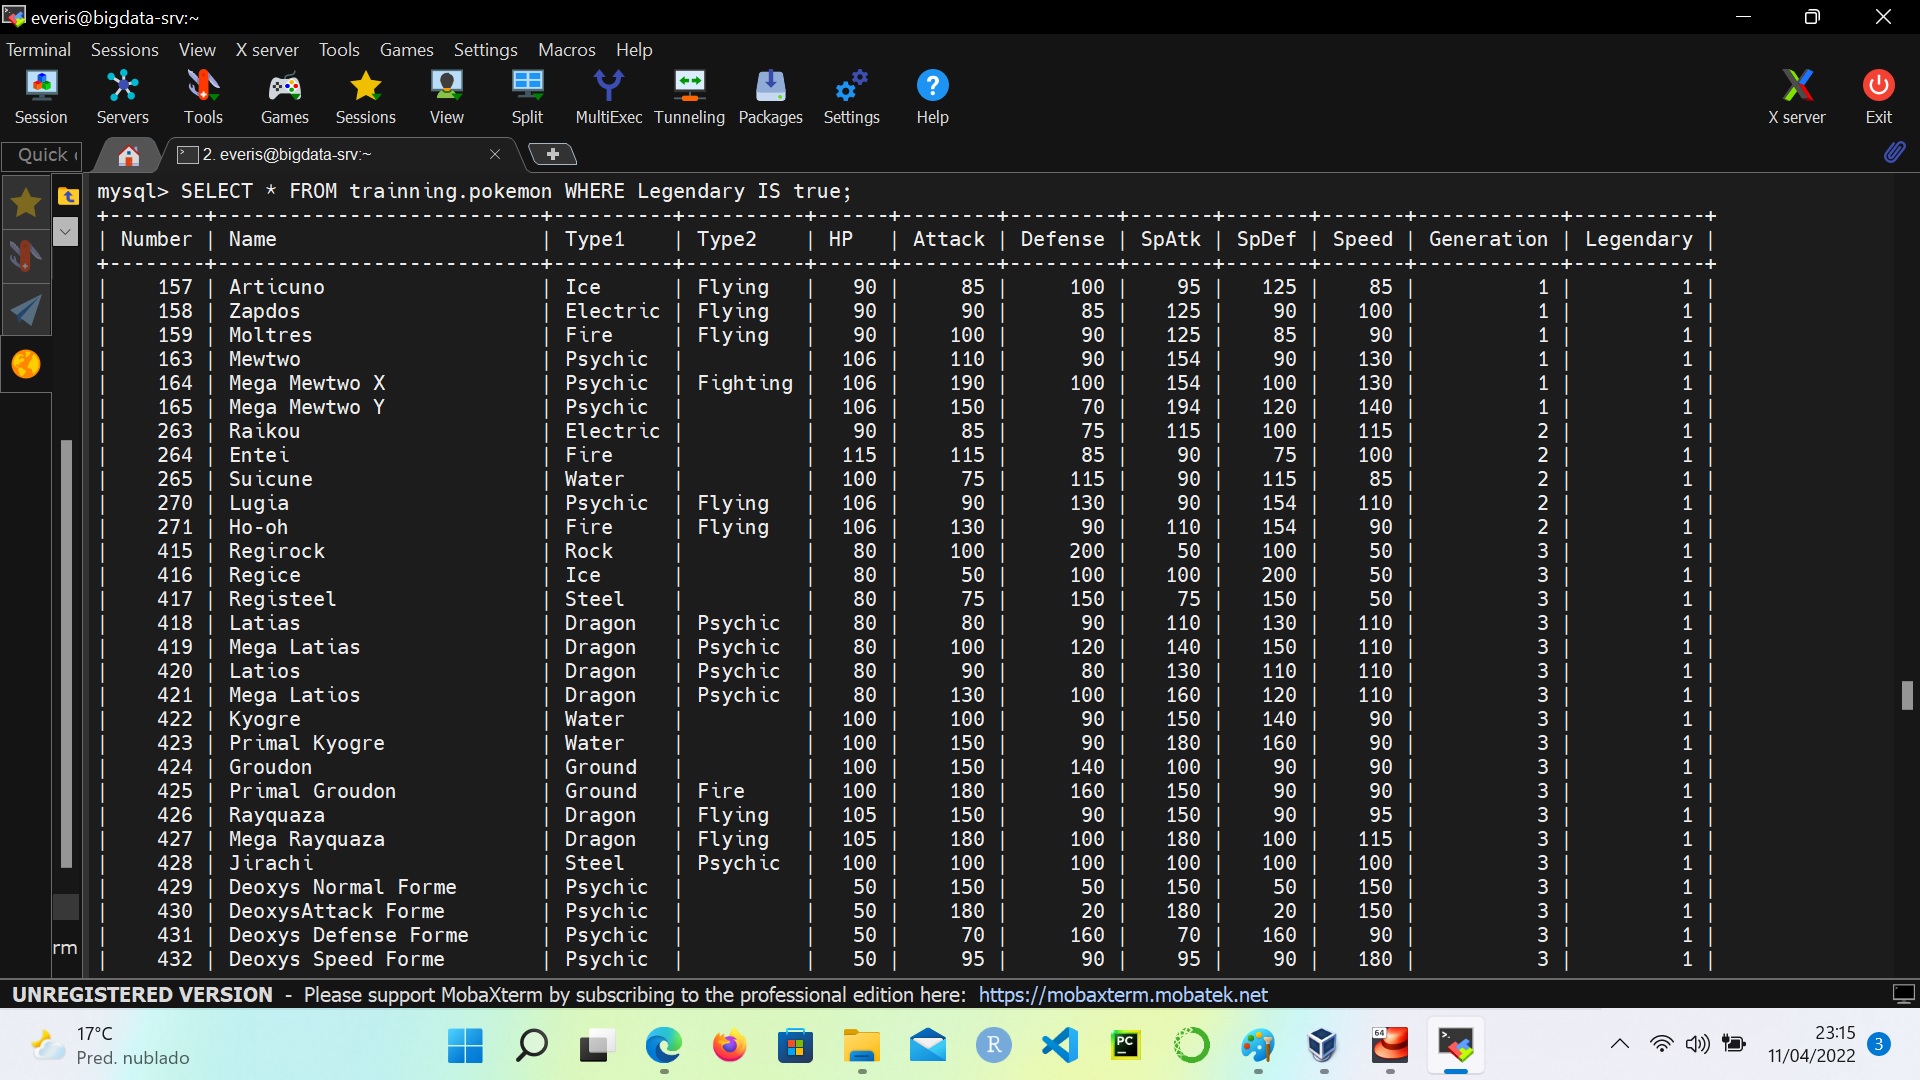 everis@bigdata-srv:~
Terminal Sessions View X server Tools Games Settings Macros Help
Session Servers Tools Games Sessions View Split MultiExec Tunneling Packages Settings Help X server Exit
Quick 2. everis@bigdata-srv:~
mysql> SELECT * FROM trainning.pokemon WHERE Legendary IS true;
+--------+---------------------------+----------+----------+------+--------+---------+-------+-------+-------+------------+-----------+
| Number | Name | Type1 | Type2 | HP | Attack | Defense | SpAtk | SpDef | Speed | Generation | Legendary |
+--------+---------------------------+----------+----------+------+--------+---------+-------+-------+-------+------------+-----------+
| 157 | Articuno | Ice | Flying | 90 | 85 | 100 | 95 | 125 | 85 | 1 | 1 |
| 158 | Zapdos | Electric | Flying | 90 | 90 | 85 | 125 | 90 | 100 | 1 | 1 |
| 159 | Moltres | Fire | Flying | 90 | 100 | 90 | 125 | 85 | 90 | 1 | 1 |
| 163 | Mewtwo | Psychic | | 106 | 110 | 90 | 154 | 90 | 130 | 1 | 1 |
| 164 | Mega Mewtwo X | Psychic | Fighting | 106 | 190 | 100 | 154 | 100 | 130 | 1 | 1 |
| 165 | Mega Mewtwo Y | Psychic | | 106 | 150 | 70 | 194 | 120 | 140 | 1 | 1 |
| 263 | Raikou | Electric | | 90 | 85 | 75 | 115 | 100 | 115 | 2 | 1 |
| 264 | Entei | Fire | | 115 | 115 | 85 | 90 | 75 | 100 | 2 | 1 |
| 265 | Suicune | Water | | 100 | 75 | 115 | 90 | 115 | 85 | 2 | 1 |
| 270 | Lugia | Psychic | Flying | 106 | 90 | 130 | 90 | 154 | 110 | 2 | 1 |
| 271 | Ho-oh | Fire | Flying | 106 | 130 | 90 | 110 | 154 | 90 | 2 | 1 |
| 415 | Regirock | Rock | | 80 | 100 | 200 | 50 | 100 | 50 | 3 | 1 |
| 416 | Regice | Ice | | 80 | 50 | 100 | 100 | 200 | 50 | 3 | 1 |
| 417 | Registeel | Steel | | 80 | 75 | 150 | 75 | 150 | 50 | 3 | 1 |
| 418 | Latias | Dragon | Psychic | 80 | 80 | 90 | 110 | 130 | 110 | 3 | 1 |
| 419 | Mega Latias | Dragon | Psychic | 80 | 100 | 120 | 140 | 150 | 110 | 3 | 1 |
| 420 | Latios | Dragon | Psychic | 80 | 90 | 80 | 130 | 110 | 110 | 3 | 1 |
| 421 | Mega Latios | Dragon | Psychic | 80 | 130 | 100 | 160 | 120 | 110 | 3 | 1 |
| 422 | Kyogre | Water | | 100 | 100 | 90 | 150 | 140 | 90 | 3 | 1 |
| 423 | Primal Kyogre | Water | | 100 | 150 | 90 | 180 | 160 | 90 | 3 | 1 |
| 424 | Groudon | Ground | | 100 | 150 | 140 | 100 | 90 | 90 | 3 | 1 |
| 425 | Primal Groudon | Ground | Fire | 100 | 180 | 160 | 150 | 90 | 90 | 3 | 1 |
| 426 | Rayquaza | Dragon | Flying | 105 | 150 | 90 | 150 | 90 | 95 | 3 | 1 |
| 427 | Mega Rayquaza | Dragon | Flying | 105 | 180 | 100 | 180 | 100 | 115 | 3 | 1 |
| 428 | Jirachi | Steel | Psychic | 100 | 100 | 100 | 100 | 100 | 100 | 3 | 1 |
| 429 | Deoxys Normal Forme | Psychic | | 50 | 150 | 50 | 150 | 50 | 150 | 3 | 1 |
| 430 | DeoxysAttack Forme | Psychic | | 50 | 180 | 20 | 180 | 20 | 150 | 3 | 1 |
| 431 | Deoxys Defense Forme | Psychic | | 50 | 70 | 160 | 70 | 160 | 90 | 3 | 1 |
rm
| 432 | Deoxys Speed Forme | Psychic | | 50 | 95 | 90 | 95 | 90 | 180 | 3 | 1 |
UNREGISTERED VERSION - Please support MobaXterm by subscribing to the professional edition here: https://mobaxterm.mobatek.net
17°C
Pred. nublado
R
PC
64
23:15
11/04/2022
3